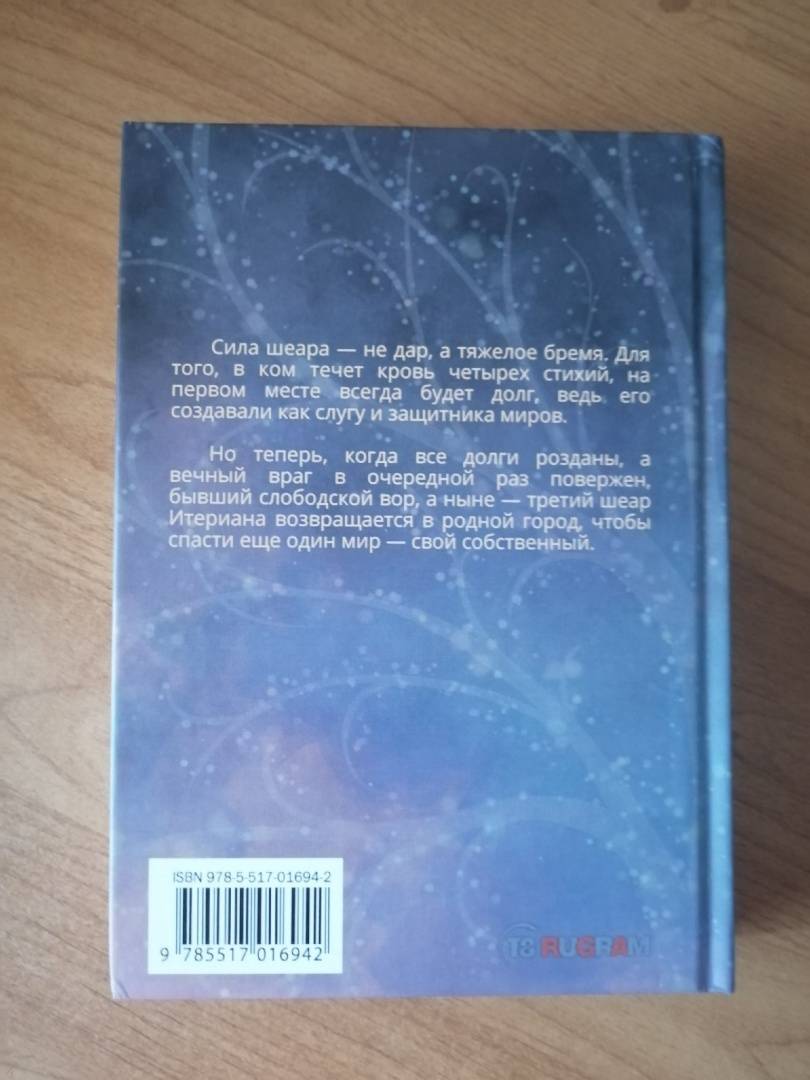 Сила шеара — не дар, а тяжелое бремя. Для
того, в ком течет кровь четырех стихий, на
первом месте всегда будет долг, ведь его
создавали как слугу и защитника миров.
Но теперь, когда все долги розданы, а
вечный враг в очередной раз повержен,
бывший слободской вор, а ныне — третий шеар
Итериана возвращается в родной город, чтобы
спасти еще один мир — свой собственный.
ISBN 978-5-517-01694-2
9 785517 016942
T8 RUGRAM